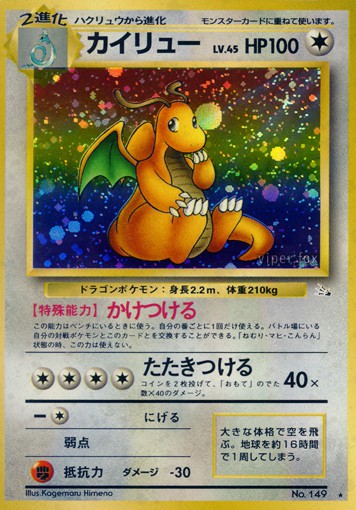 2進化 ハクリュウから進化 モンスターカードに重ねて使います。
カイリュー LV.45 HP100
viperfox
ドラゴンポケモン：身長2.2m、体重210kg
【特殊能力】かけつける
この能力はベンチにいるときに使う。自分の番ごとに1回だけ使える。バトル場にいる
自分の対戦ポケモンとこのカードとを交換することができる。「ねむり・マヒ・こんらん」
状態の時、この力は使えない。
たたきつける 40×
コインを2枚投げて、「おもて」のでた
数×40のダメージ。
にげる
弱点
抵抗力 ダメージ -30
大きな体格で空を飛
ぶ。地球を約16時間
で1周してしまう。
Illus.Kagemaru Himeno No. 149 ★